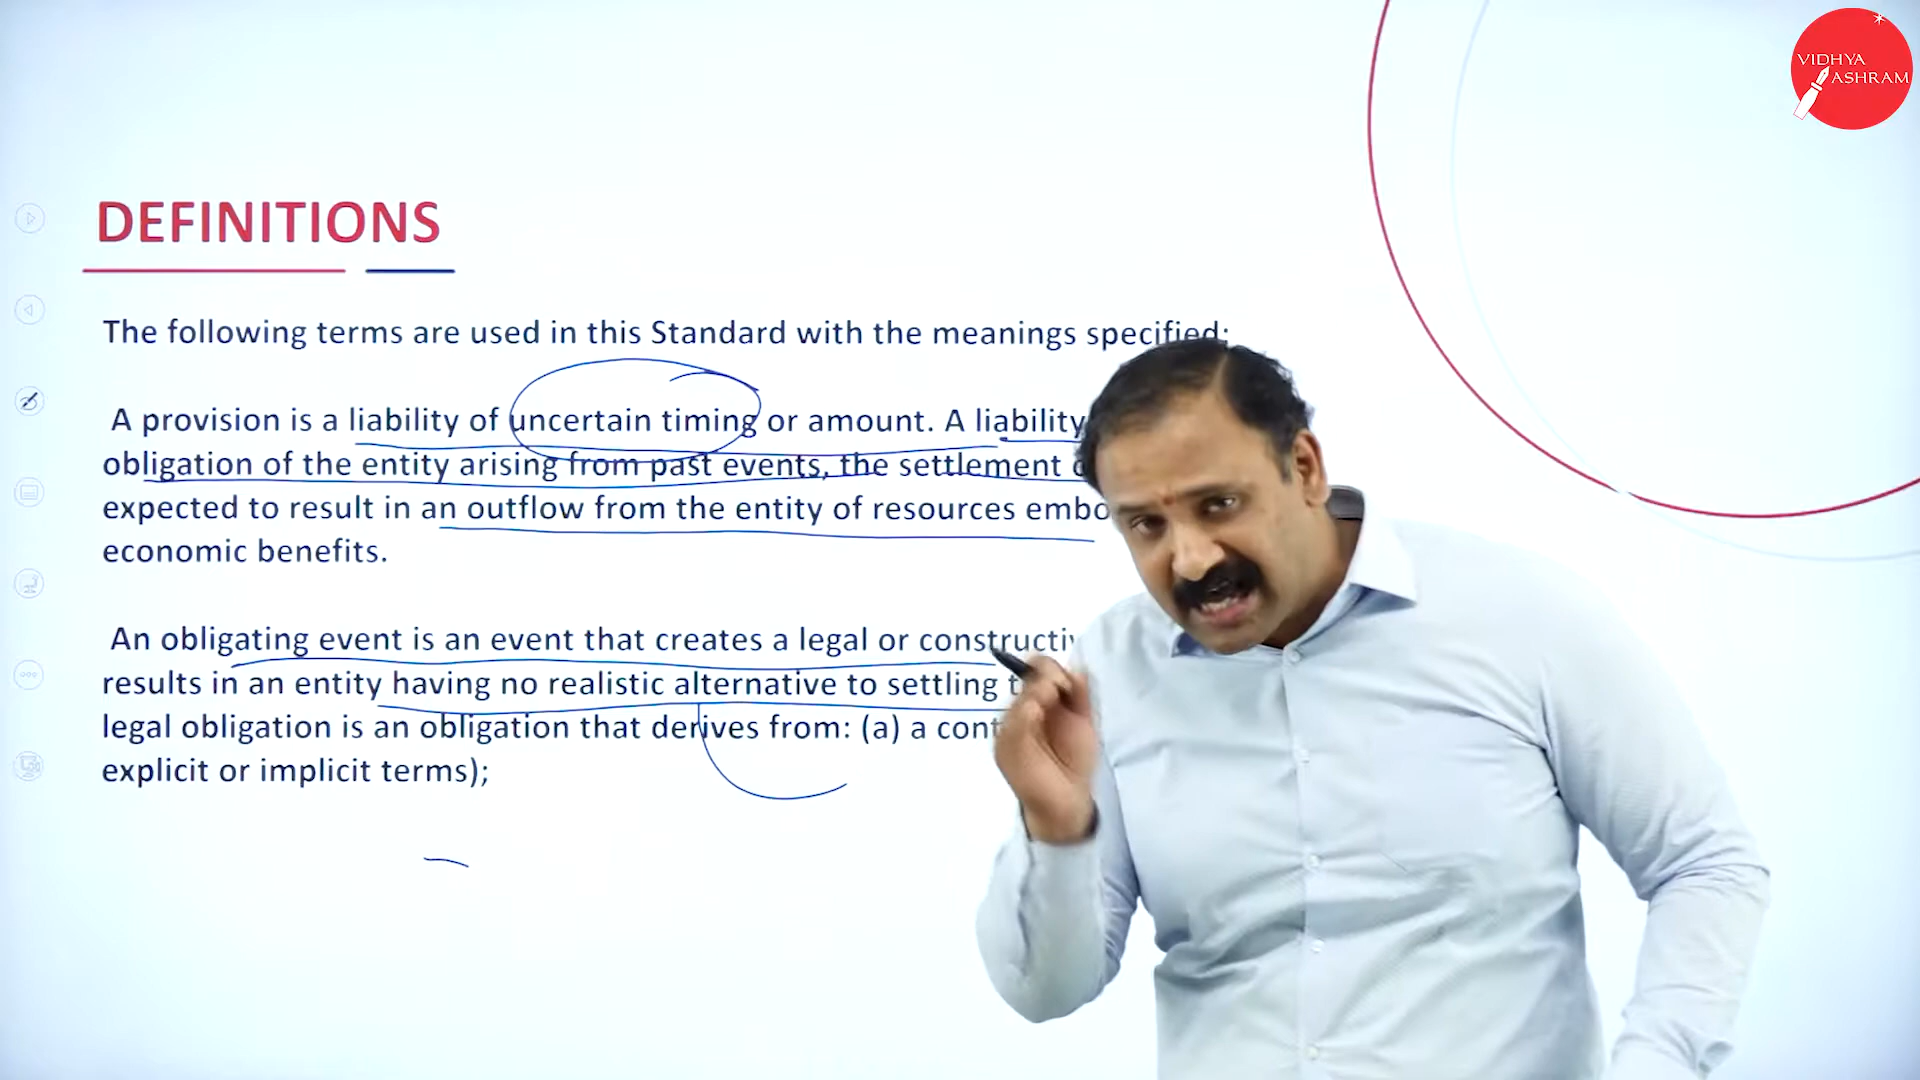 VIDHYA
ASHRAM
DEFINITIONS
The following terms are used in this Standard with the meanings specified:
A provision is a liability of uncertain timing or amount. A liability
obligation of the entity arising from past events, the settlement
expected to result in an outflow from the entity of resources
economic benefits.
An obligating event is an event that creates a legal or
results in an entity having no realistic alternative to settling
legal obligation is an obligation that derives from: (a) a
explicit or implicit terms);